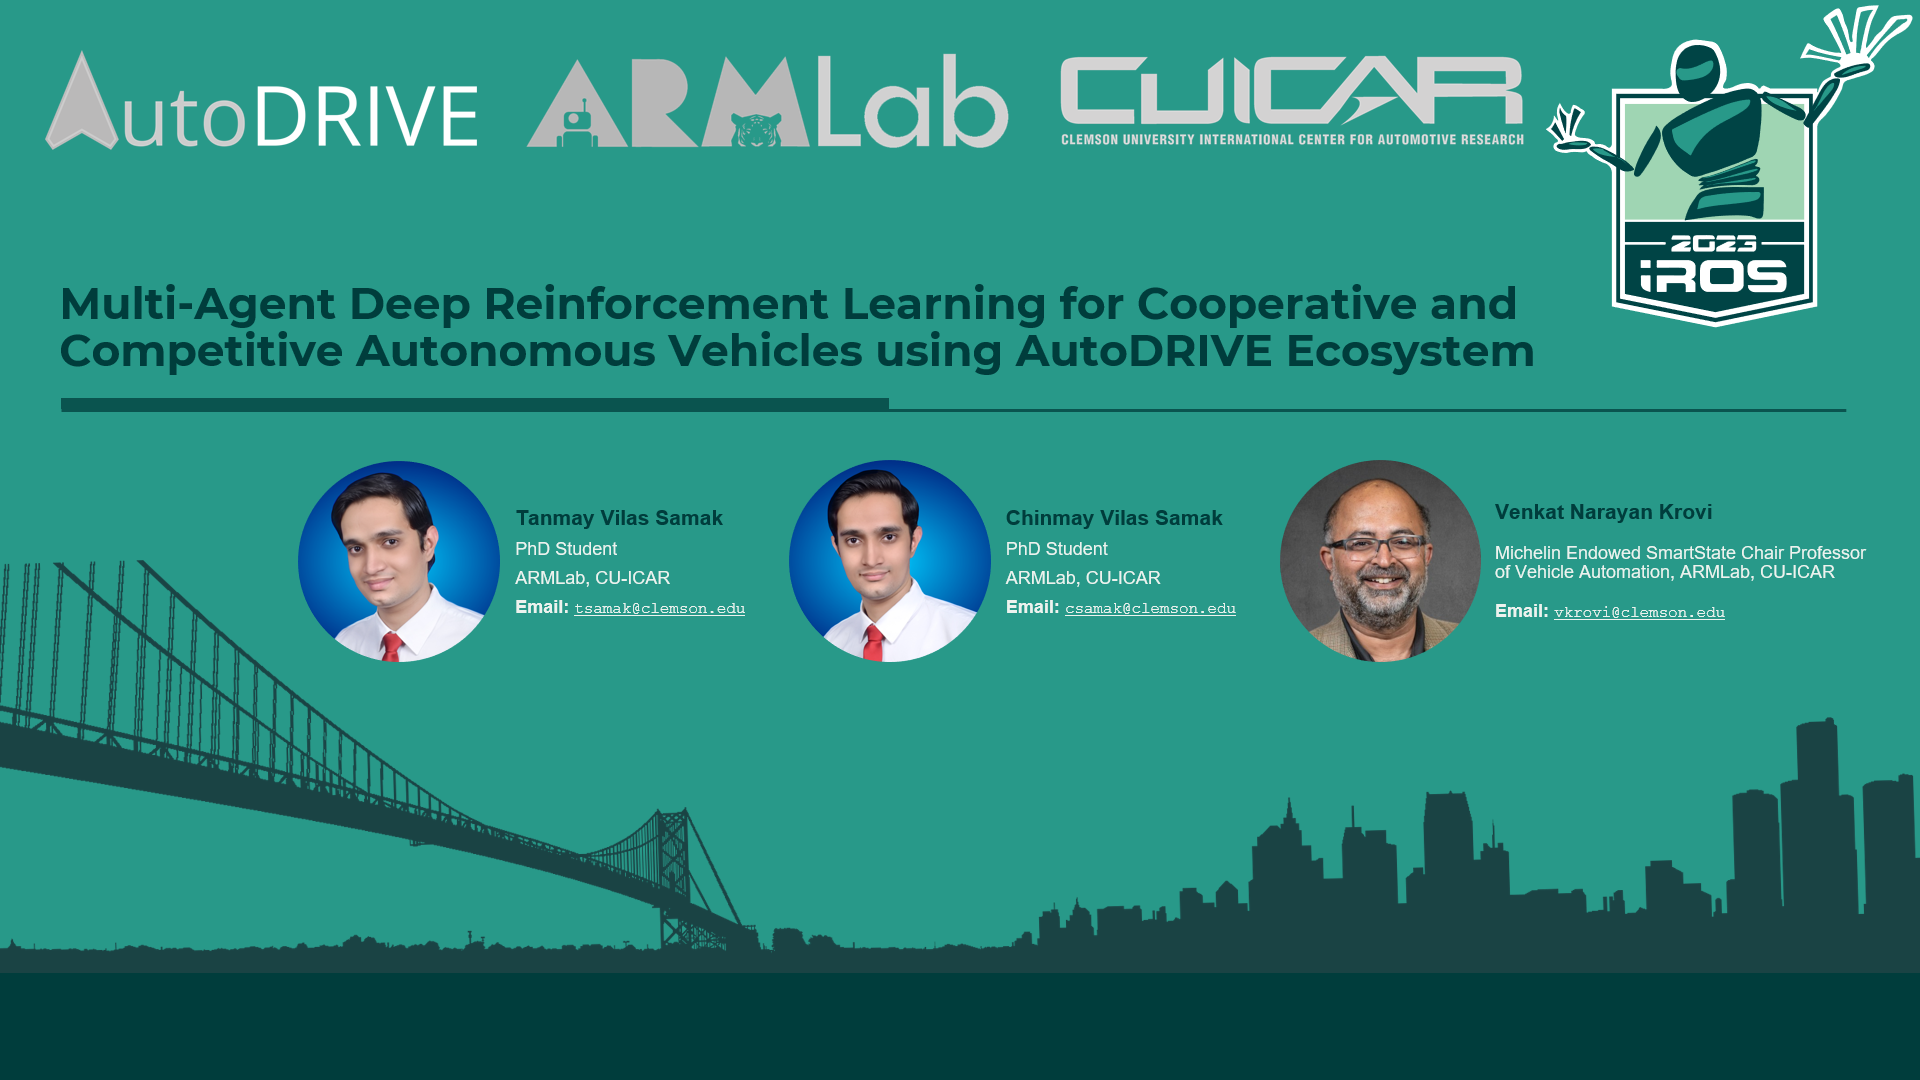 AutoDRIVE
ARMLab
CUICAR
CLEMSON UNIVERSITY INTERNATIONAL CENTER FOR AUTOMOTIVE RESEARCH
2023
iROS
Multi-Agent Deep Reinforcement Learning for Cooperative and
Competitive Autonomous Vehicles using AutoDRIVE Ecosystem
Tanmay Vilas Samak
PhD Student
ARMLab, CU-ICAR
Email: tsamak@clemson.edu
Chinmay Vilas Samak
PhD Student
ARMLab, CU-ICAR
Email: csamak@clemson.edu
Venkat Narayan Krovi
Michelin Endowed SmartState Chair Professor
of Vehicle Automation, ARMLab, CU-ICAR
Email: vkrovi@clemson.edu